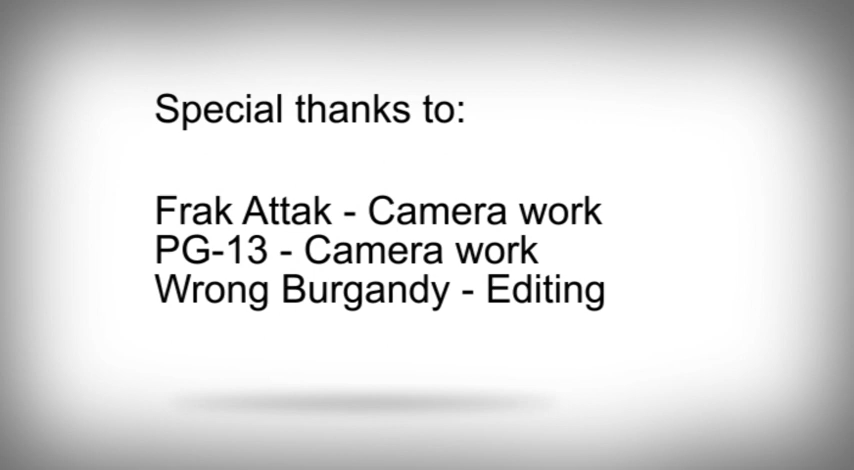 Special thanks to:
Frak Attak - Camera work
PG-13 - Camera work
Wrong Burgandy - Editing